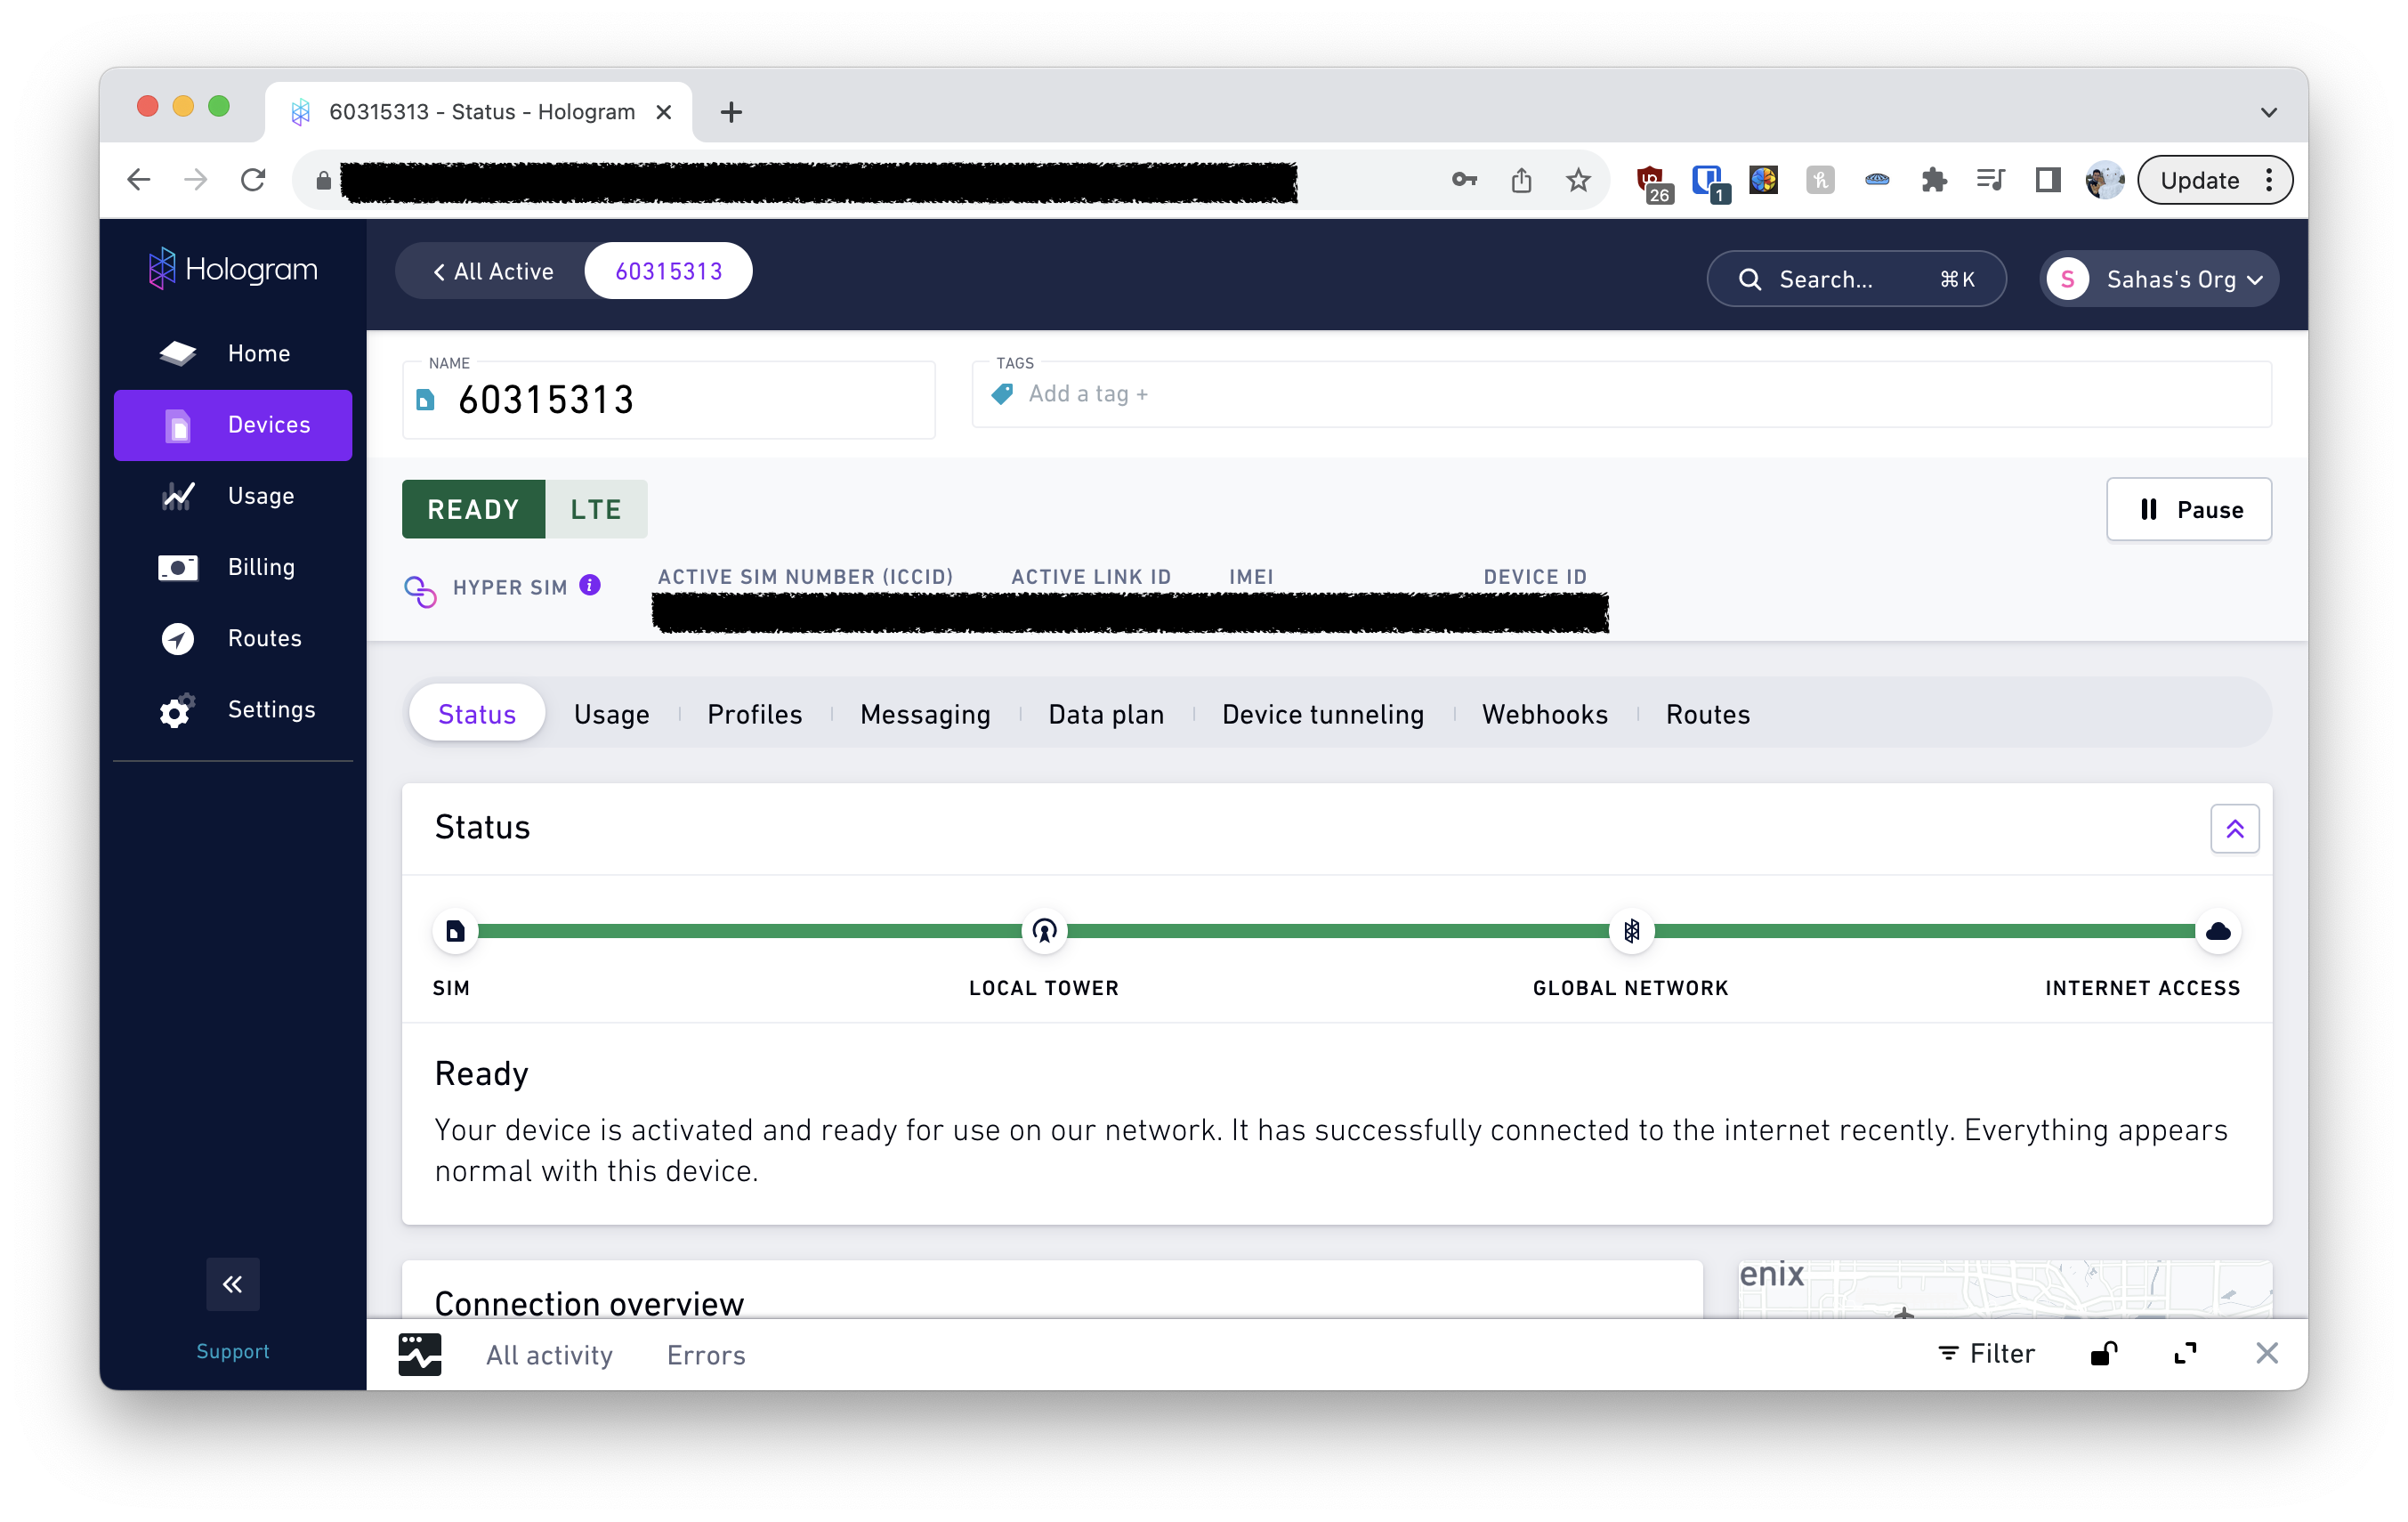 60315313 - Status - Hologram
26
1
Update
Hologram
All Active
60315313
Search...
⌘K
S
Sahas's Org
Home
Devices
Usage
Billing
Routes
Settings
NAME
60315313
TAGS
Add a tag +
READY
LTE
Pause
HYPER SIM
i
ACTIVE SIM NUMBER (ICCID)
ACTIVE LINK ID
IMEI
DEVICE ID
Status
Usage
Profiles
Messaging
Data plan
Device tunneling
Webhooks
Routes
Status
SIM
LOCAL TOWER
GLOBAL NETWORK
INTERNET ACCESS
Ready
Your device is activated and ready for use on our network. It has successfully connected to the internet recently. Everything appears
normal with this device.
Connection overview
enix
Support
All activity
Errors
Filter